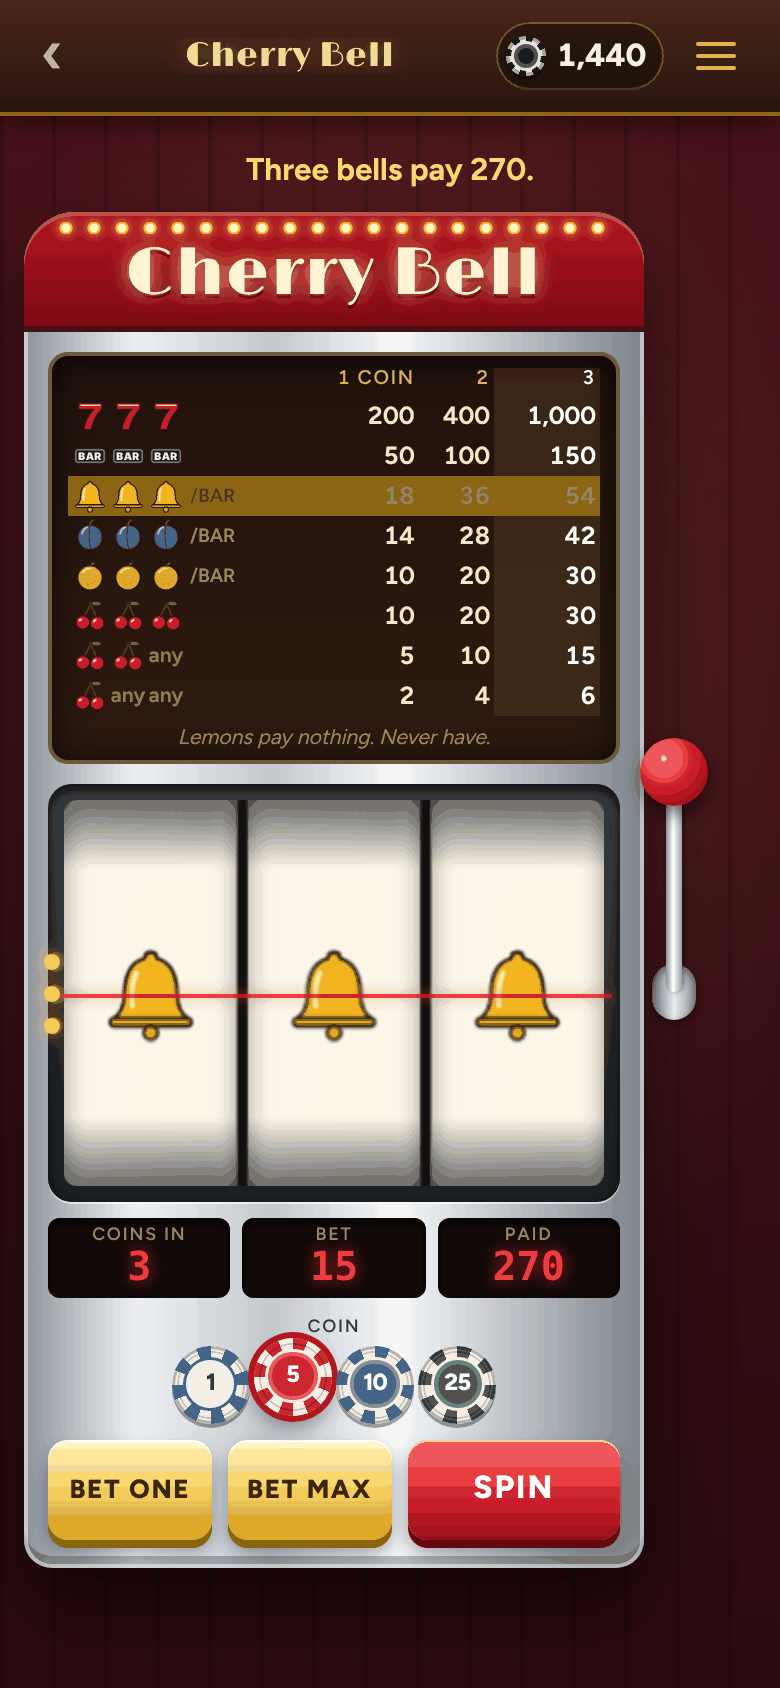 Cherry Bell 1,440
Three bells pay 270.
Cherry Bell
1 COIN 2 3
7 7 7 200 400 1,000
BAR BAR BAR 50 100 150
/BAR 18 36 54
/BAR 14 28 42
/BAR 10 20 30
10 20 30
any 5 10 15
any any 2 4 6
Lemons pay nothing. Never have.
COINS IN BET PAID
3 15 270
COIN
1 5 10 25
BET ONE BET MAX SPIN